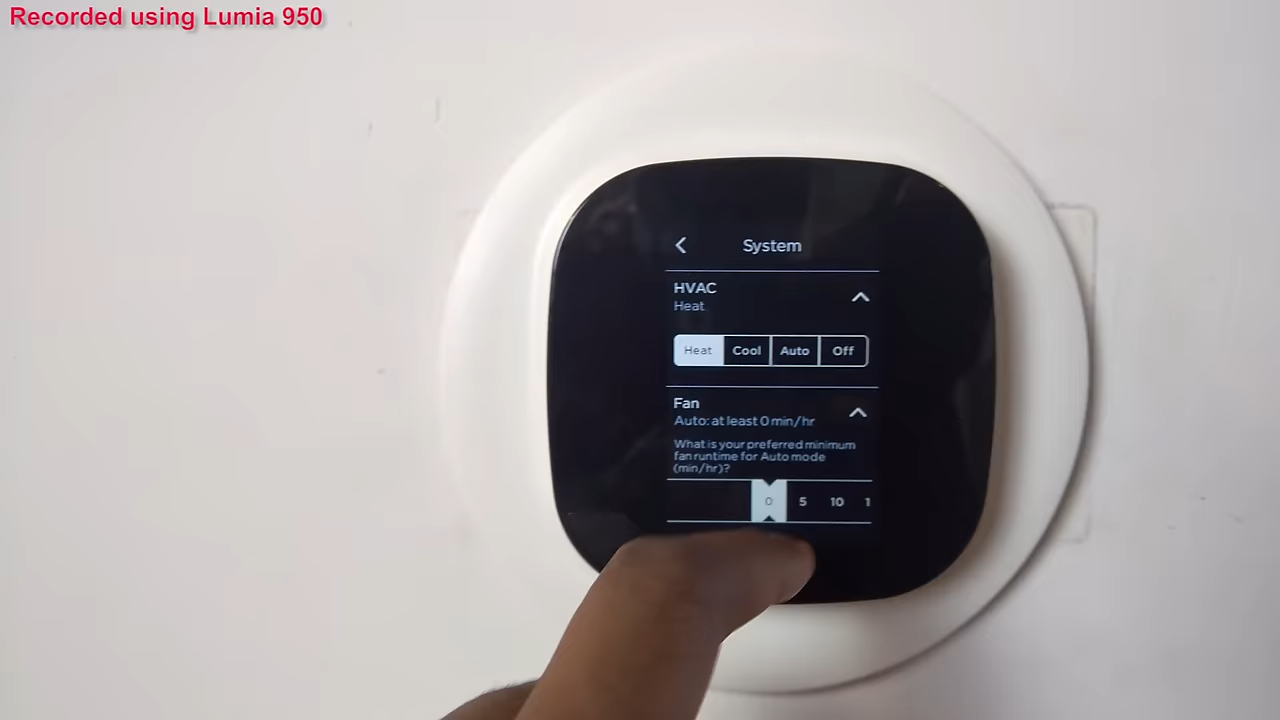 Recorded using Lumia 950
System
HVAC
Heat
Heat Cool Auto Off
Fan
Auto: at least 0 min/hr
What is your preferred minimum
fan runtime for Auto mode
(min/hr)?
0 5 10 1